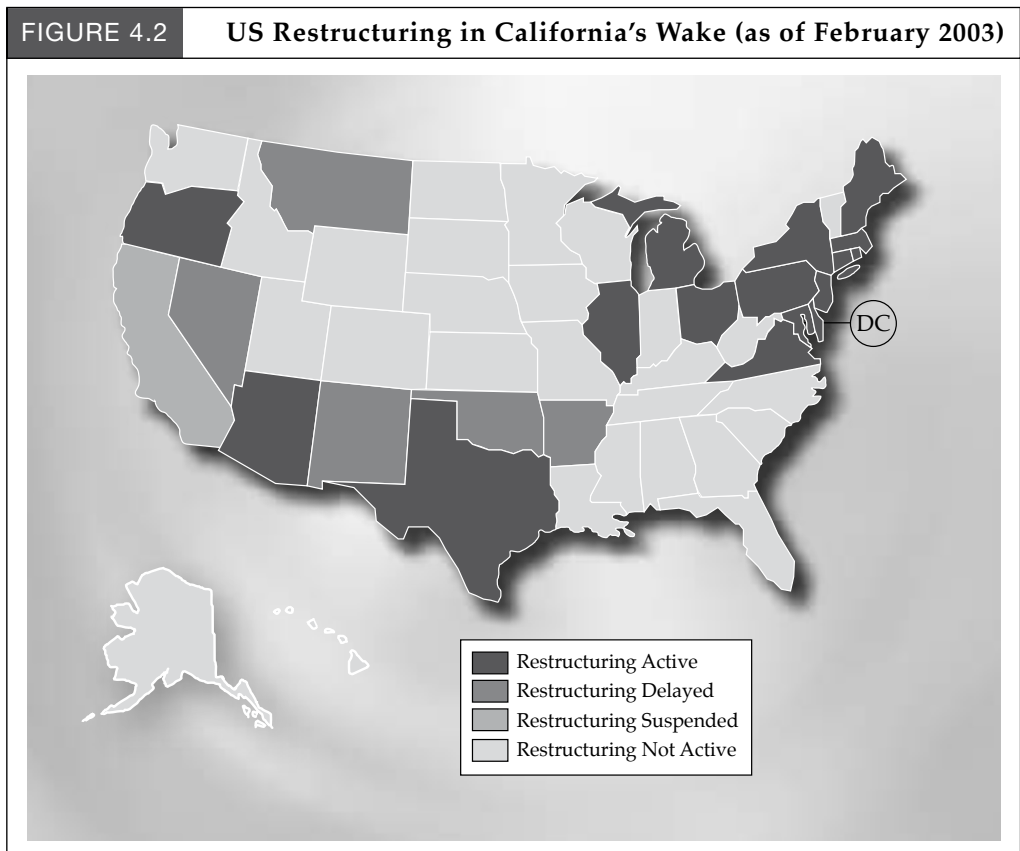 FIGURE 4.2
US Restructuring in California's Wake (as of February 2003)
DC
Restructuring Active
Restructuring Delayed
Restructuring Suspended
Restructuring Not Active